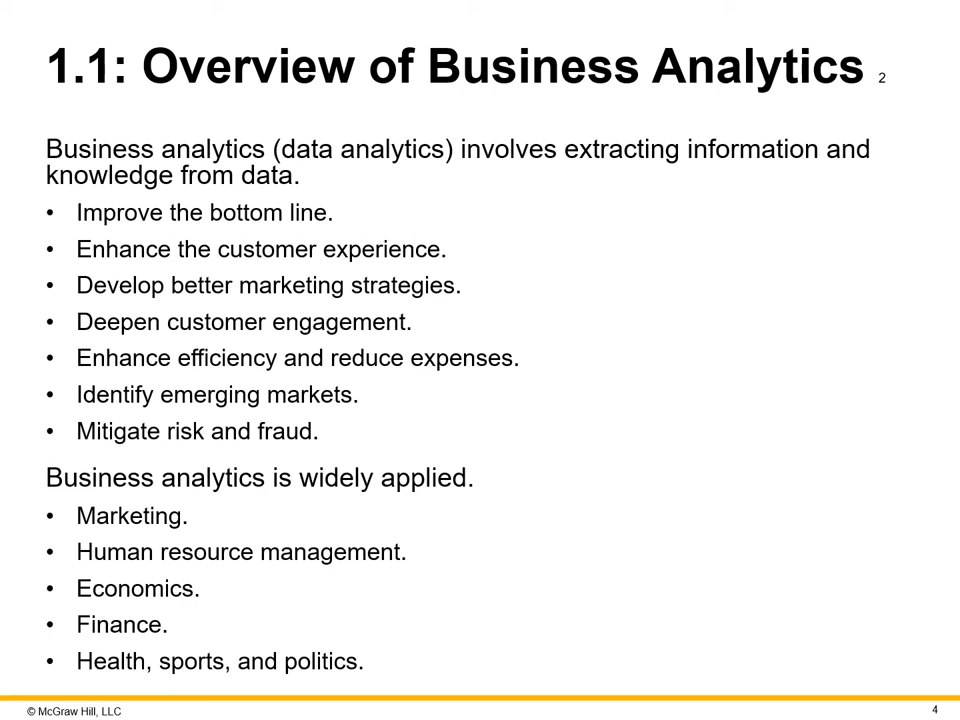 1.1: Overview of Business Analytics 2
Business analytics (data analytics) involves extracting information and
knowledge from data.
• Improve the bottom line.
• Enhance the customer experience.
• Develop better marketing strategies.
• Deepen customer engagement.
• Enhance efficiency and reduce expenses.
• Identify emerging markets.
• Mitigate risk and fraud.
Business analytics is widely applied.
• Marketing.
• Human resource management.
• Economics.
• Finance.
• Health, sports, and politics.
© McGraw Hill, LLC
4